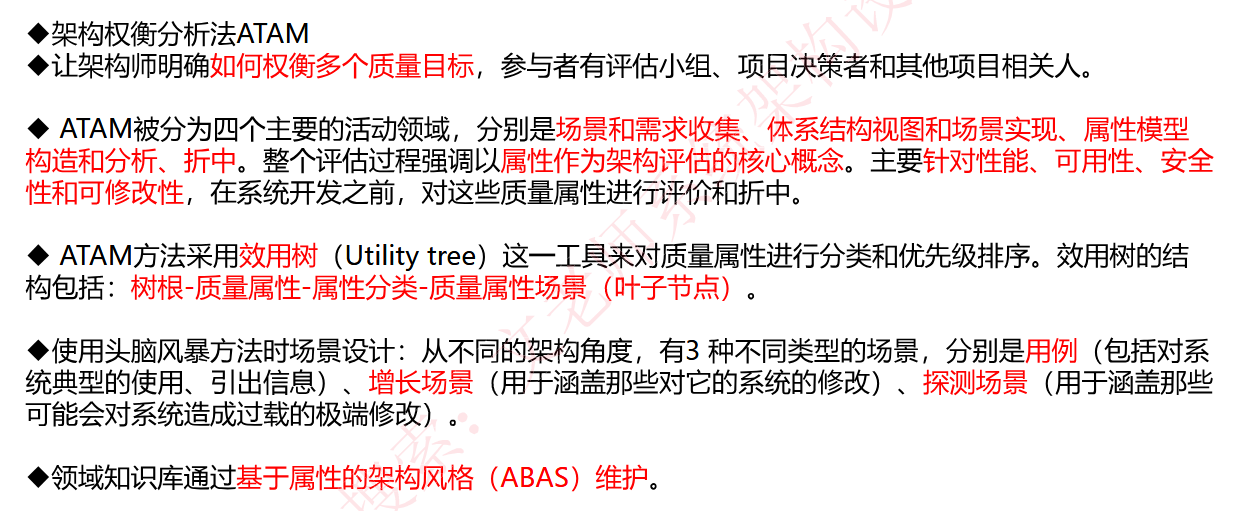 ◆架构权衡分析法ATAM
◆让架构师明确如何权衡多个质量目标，参与者有评估小组、项目决策者和其他项目相关人。
◆ ATAM被分为四个主要的活动领域，分别是场景和需求收集、体系结构视图和场景实现、属性模型
构造和分析、折中。整个评估过程强调以属性作为架构评估的核心概念。主要针对性能、可用性、安全
性和可修改性，在系统开发之前，对这些质量属性进行评价和折中。
◆ ATAM方法采用效用树（Utility tree）这一工具来对质量属性进行分类和优先级排序。效用树的结
构包括：树根-质量属性-属性分类-质量属性场景（叶子节点）。
◆使用头脑风暴方法时场景设计：从不同的架构角度，有3 种不同类型的场景，分别是用例（包括对系
统典型的使用、引出信息）、增长场景（用于涵盖那些对它的系统的修改）、探测场景（用于涵盖那些
可能会对系统造成过载的极端修改）。
◆领域知识库通过基于属性的架构风格（ABAS）维护。